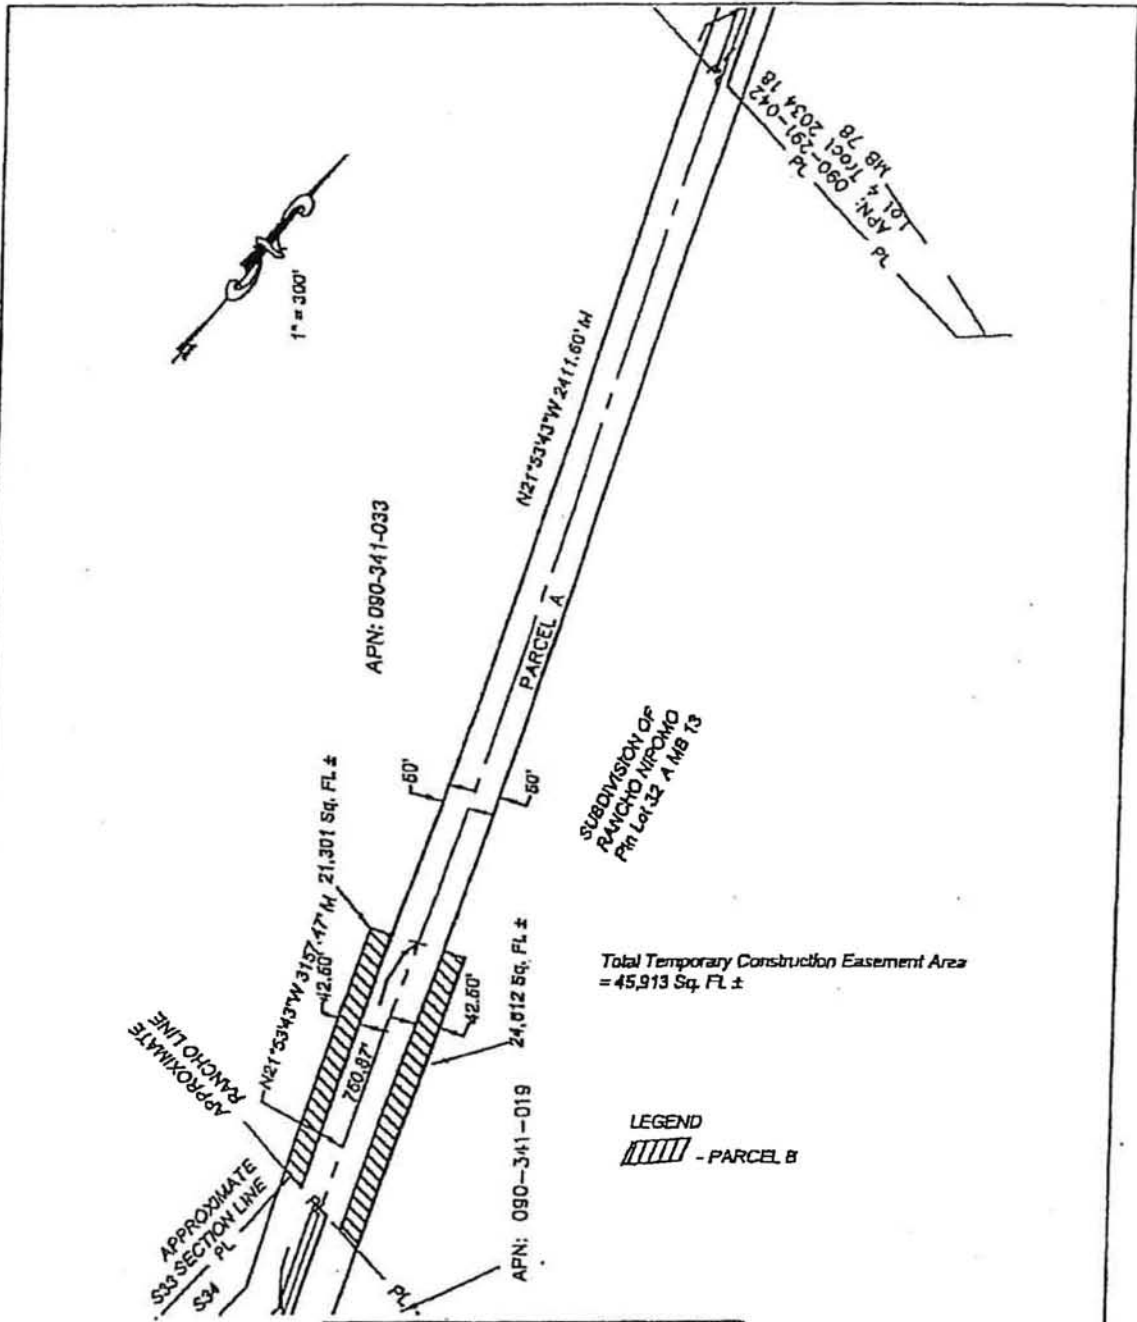 APN: 090-291-042
Lot 4 Tract 2034 18
MB 78
PL
PL
1" = 300'
N21°53'43"W 2411.60' M
APN: 090-341-033
PARCEL A
50'
50'
SUBDIVISION OF
RANCHO NIPOMO
Ptn Lot 32 A MB 13
21,301 Sq. Ft. ±
N21°53'43"W 3157.47' M
42.50'
APPROXIMATE
RANCHO LINE
760.87'
42.50'
24,612 Sq. Ft. ±
Total Temporary Construction Easement Area
= 45,913 Sq. Ft. ±
APPROXIMATE
S33 SECTION LINE
PL
S34
PL
PL
APN: 090-341-019
LEGEND
- PARCEL B